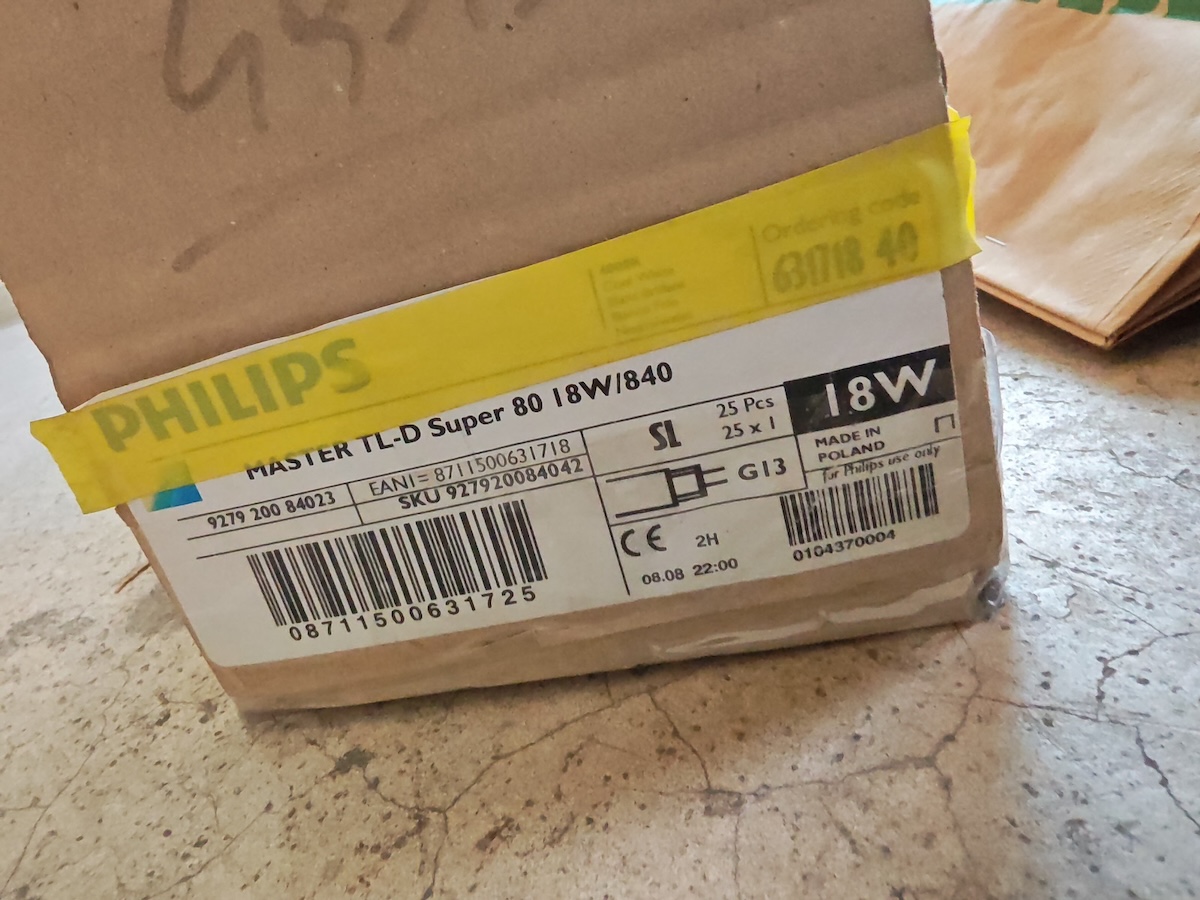 Ordering code
631718 40
PHILIPS
MASTER TL-D Super 80 18W/840
9279 200 84023
EAN1= 8711500631718
SKU 927920084042
SL
25 Pcs
25 x 1
18W
G13
MADE IN
POLAND
for Philips use only
CE
2H
08.08 22:00
0104370004
08711500631725